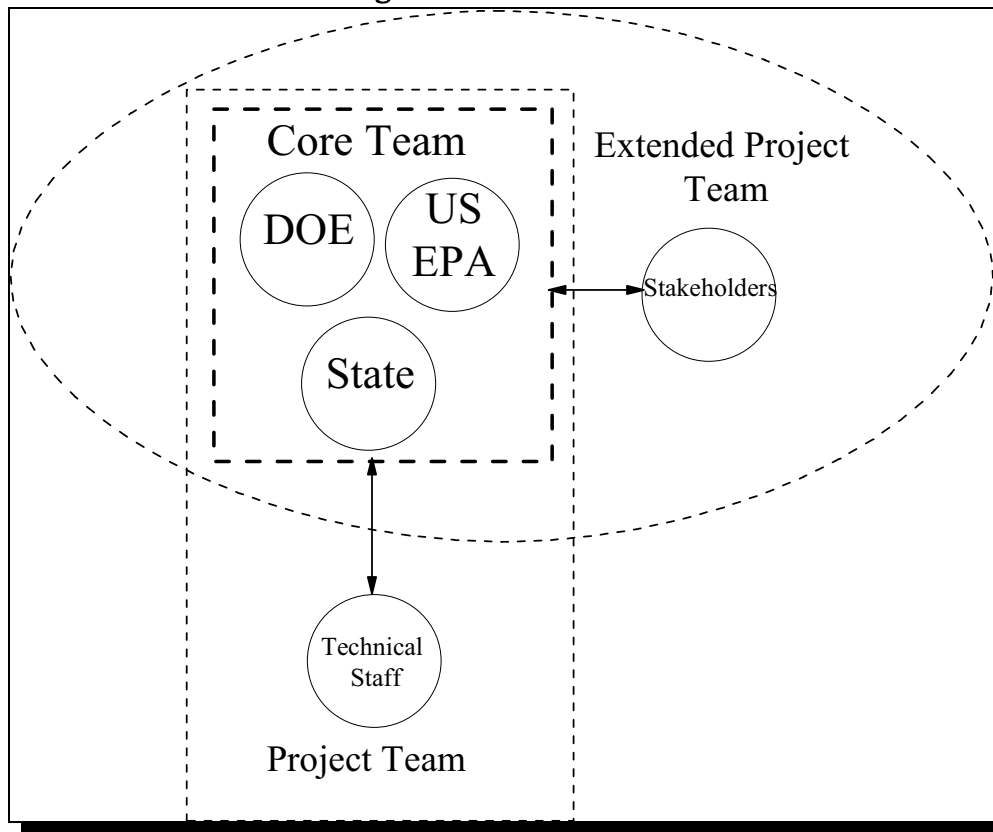 Core Team
DOE
US
EPA
State
Extended Project
Team
Stakeholders
Technical
Staff
Project Team